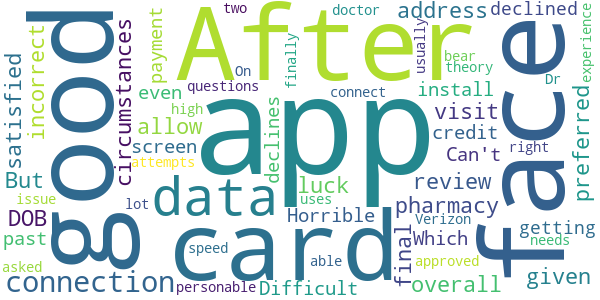 two
doctor
address
declined
After
On
usually
experience
payment
finally
questions
bear
theory
Dr
good
circumstances
incorrect
satisfied
even
high
connect
install
face
preferred
app
allow
declines
visit
credit
right
screen
Can't
attempts
But
issue
lot
data
luck
uses
review
pharmacy
given
DOB
card
Horrible
final
Verizon
getting
past
Which
needs
asked
speed
able
approved
overall
connection
personable
Difficult